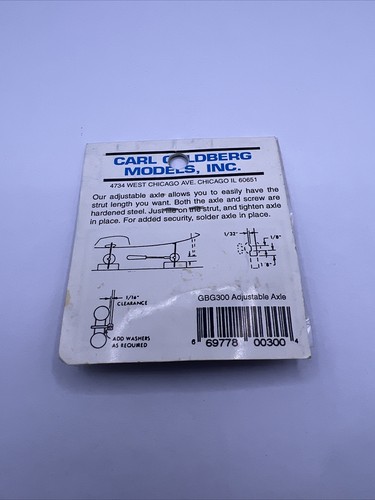 CARL GOLDBERG
MODELS, INC.
4734 WEST CHICAGO AVE. CHICAGO IL 60651
Our adjustable axle allows you to easily have the
strut length you want. Both the axle and screw are
hardened steel. Just on the strut, and tighten axle
in place. For added security, solder axle in place.
1/32"
1/8"
1/8"
1/16"
CLEARANCE
GBG300 Adjustable Axle
ADD WASHERS
AS REQUIRED
6 69778 00300 4